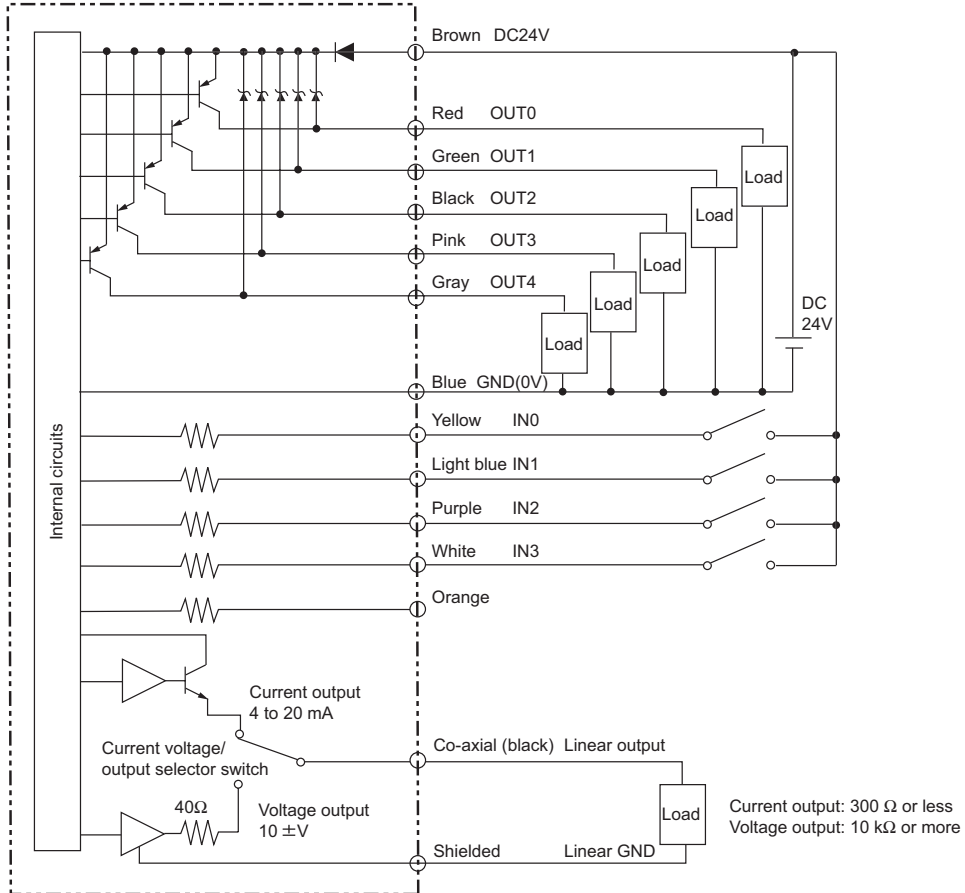 Brown DC24V
Red OUT0
Green OUT1
Load
Black OUT2
Load
Pink OUT3
Load
Gray OUT4
Load
DC
24V
Load
Blue GND(0V)
Internal circuits
Yellow IN0
Light blue IN1
Purple IN2
White IN3
Orange
Current output
4 to 20 mA
Current voltage/
output selector switch
Co-axial (black) Linear output
40Ω
Voltage output
10 ±V
Load
Current output: 300 Ω or less
Voltage output: 10 kΩ or more
Shielded Linear GND